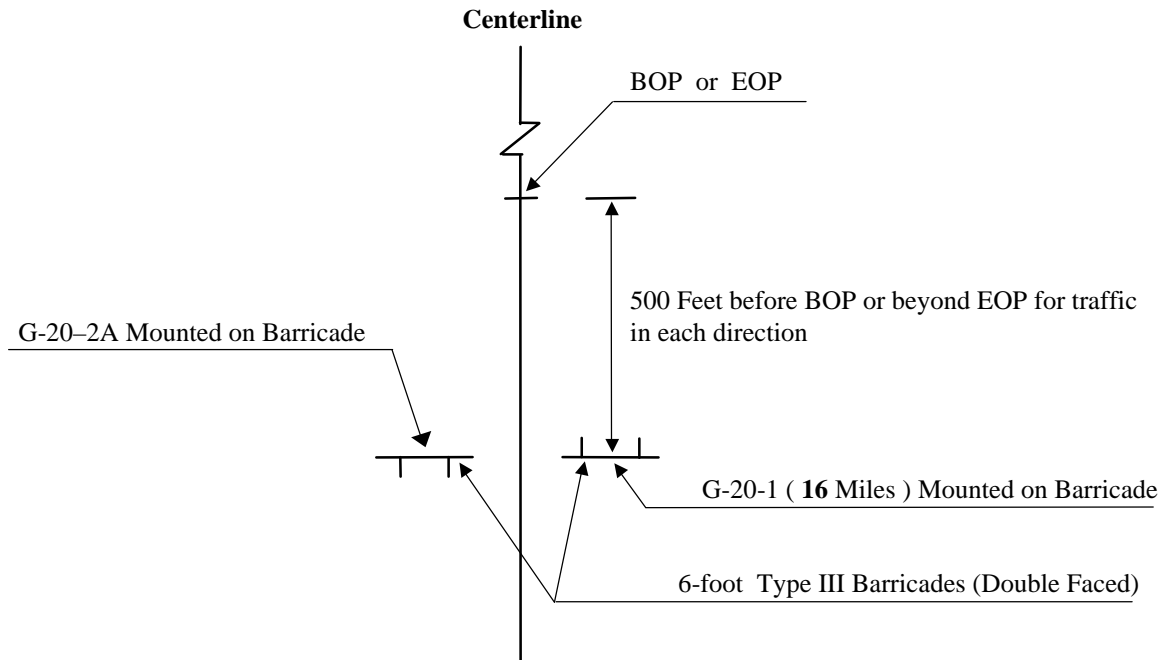 Centerline
BOP or EOP
500 Feet before BOP or beyond EOP for traffic
in each direction
G-20–2A Mounted on Barricade
G-20-1 ( 16 Miles ) Mounted on Barricade
6-foot Type III Barricades (Double Faced)